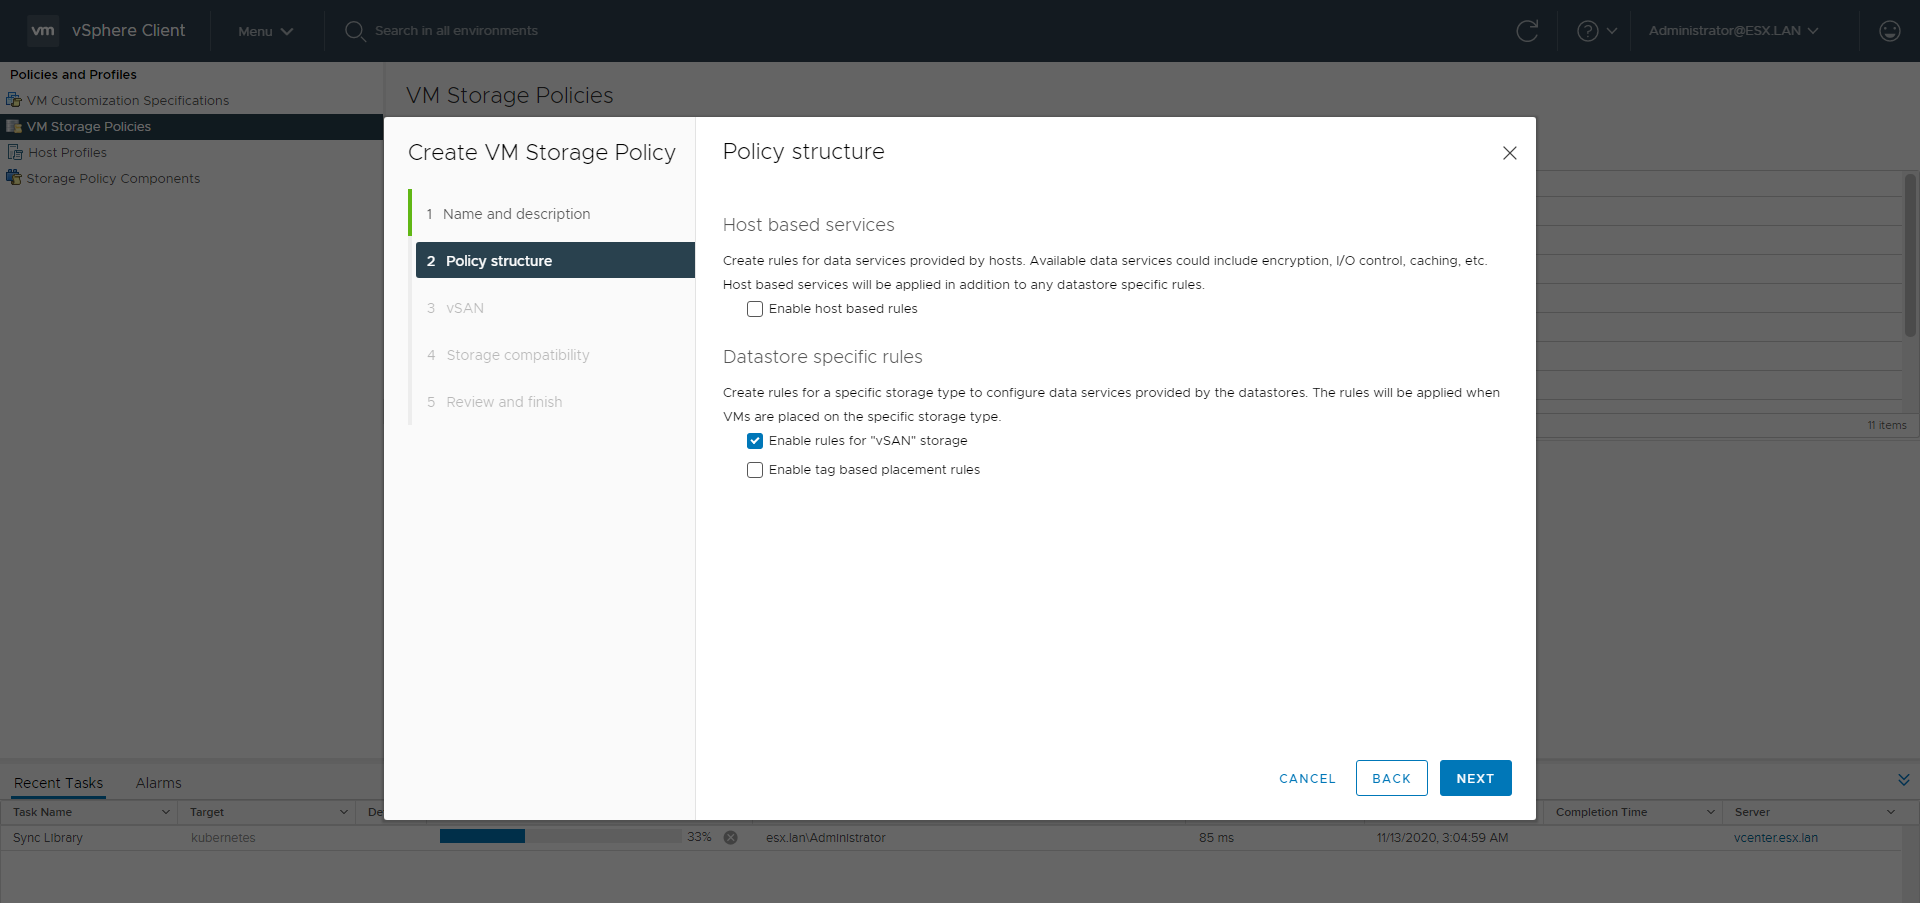 vm vSphere Client Menu Search in all environments ? Administrator@ESX.LAN
Policies and Profiles
VM Customization Specifications
VM Storage Policies
Host Profiles
Storage Policy Components
VM Storage Policies
Create VM Storage Policy
1 Name and description
2 Policy structure
3 vSAN
4 Storage compatibility
5 Review and finish
Policy structure
Host based services
Create rules for data services provided by hosts. Available data services could include encryption, I/O control, caching, etc.
Host based services will be applied in addition to any datastore specific rules.
Enable host based rules
Datastore specific rules
Create rules for a specific storage type to configure data services provided by the datastores. The rules will be applied when
VMs are placed on the specific storage type.
Enable rules for "vSAN" storage
Enable tag based placement rules
CANCEL BACK NEXT
11 items
Recent Tasks Alarms
Task Name Target De Completion Time Server
Sync Library kubernetes 33% esx.lan\Administrator 85 ms 11/13/2020, 3:04:59 AM vcenter.esx.lan